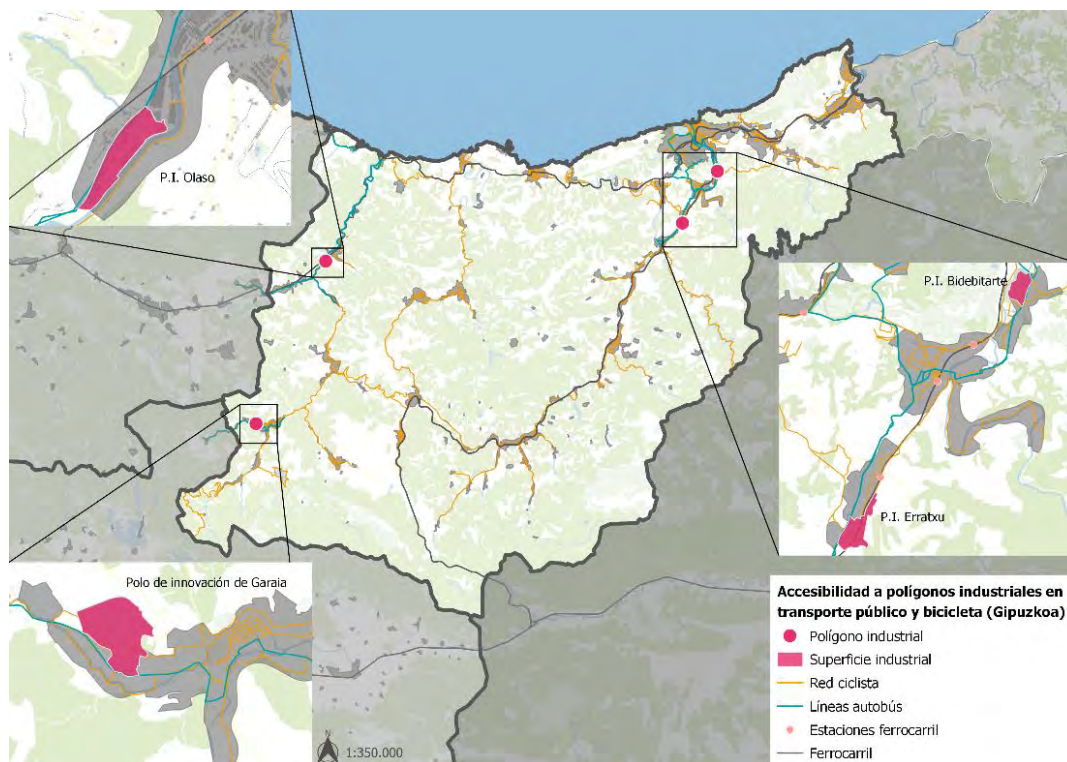 P.I. Olaso
P.I. Bidebitarte
P.I. Erratxu
Polo de innovación de Garaia
N
1:350.000
Accesibilidad a polígonos industriales en
transporte público y bicicleta (Gipuzkoa)
Polígono industrial
Superficie industrial
Red ciclista
Líneas autobús
Estaciones ferrocarril
Ferrocarril